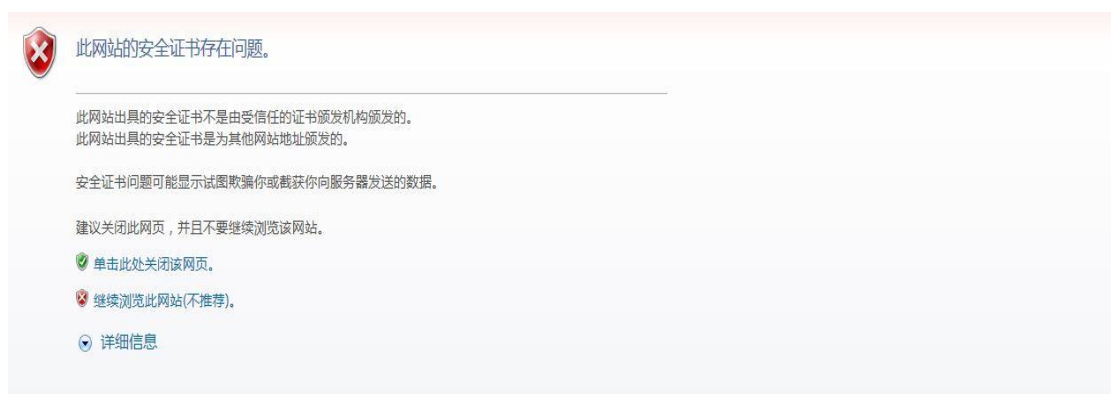 此网站的安全证书存在问题。
此网站出具的安全证书不是由受信任的证书颁发机构颁发的。
此网站出具的安全证书是为其他网站地址颁发的。
安全证书问题可能显示试图欺骗你或截获你向服务器发送的数据。
建议关闭此网页，并且不要继续浏览该网站。
单击此处关闭该网页。
继续浏览此网站(不推荐)。
详细信息